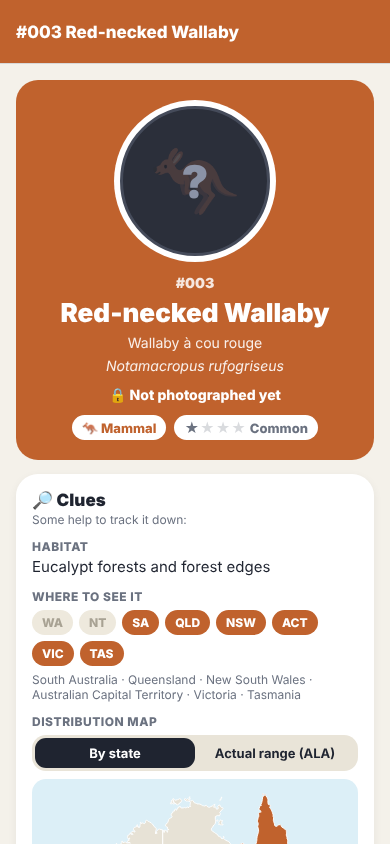 #003 Red-necked Wallaby
?
#003
Red-necked Wallaby
Wallaby à cou rouge
Notamacropus rufogriseus
🔒 Not photographed yet
🦘 Mammal
★★★★ Common
🔎 Clues
Some help to track it down:
HABITAT
Eucalypt forests and forest edges
WHERE TO SEE IT
WA NT SA QLD NSW ACT
VIC TAS
South Australia · Queensland · New South Wales ·
Australian Capital Territory · Victoria · Tasmania
DISTRIBUTION MAP
By state
Actual range (ALA)